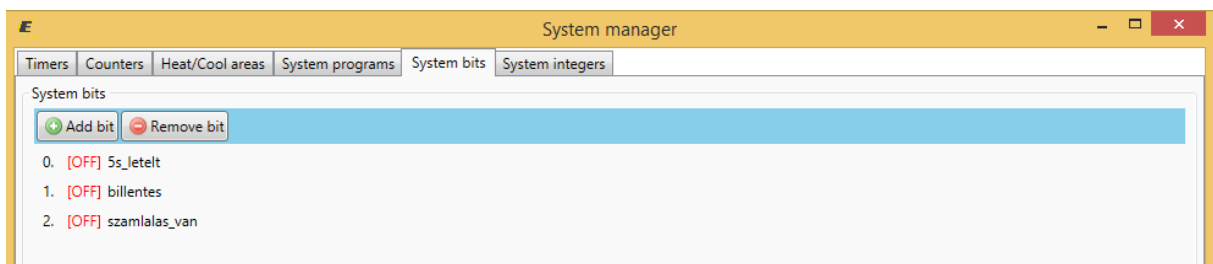 E System manager
Timers Counters Heat/Cool areas System programs System bits System integers
System bits
Add bit Remove bit
0. [OFF] 5s_letelt
1. [OFF] billentes
2. [OFF] szamlalas_van